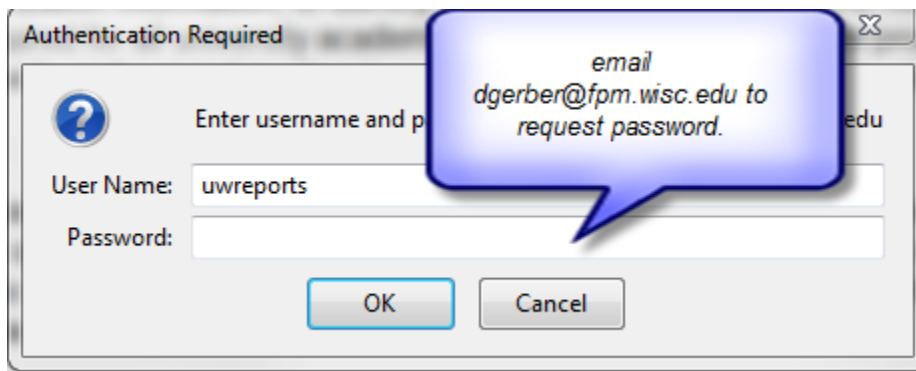 Authentication Required
email
dgerber@fpm.wisc.edu to
request password.
Enter username and p edu
User Name: uwreports
Password:
OK Cancel